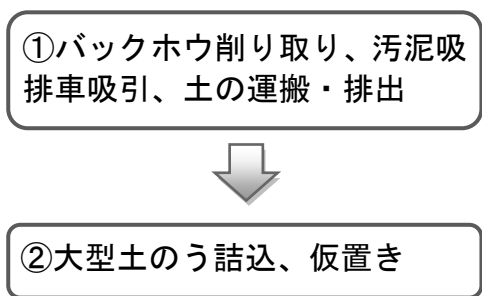 ①バックホウ削り取り、汚泥吸
排車吸引、土の運搬・排出
②大型土のう詰込、仮置き